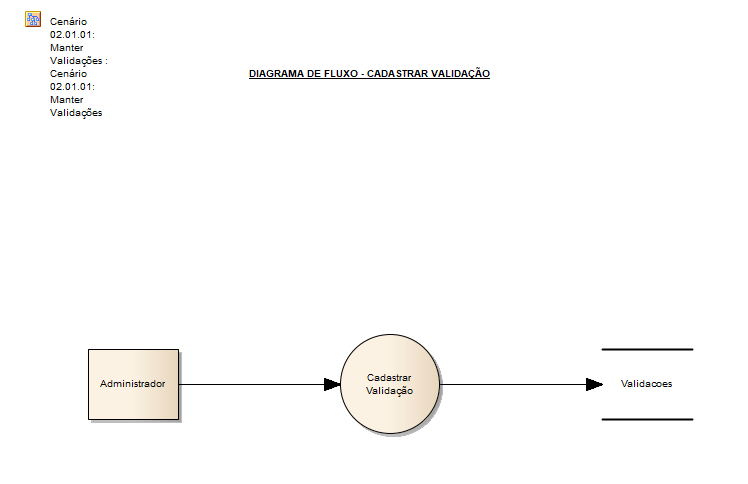 Cenário
02.01.01:
Manter
Validações :
Cenário
02.01.01:
Manter
Validações
DIAGRAMA DE FLUXO - CADASTRAR VALIDAÇÃO
Administrador
Cadastrar
Validação
Validacoes